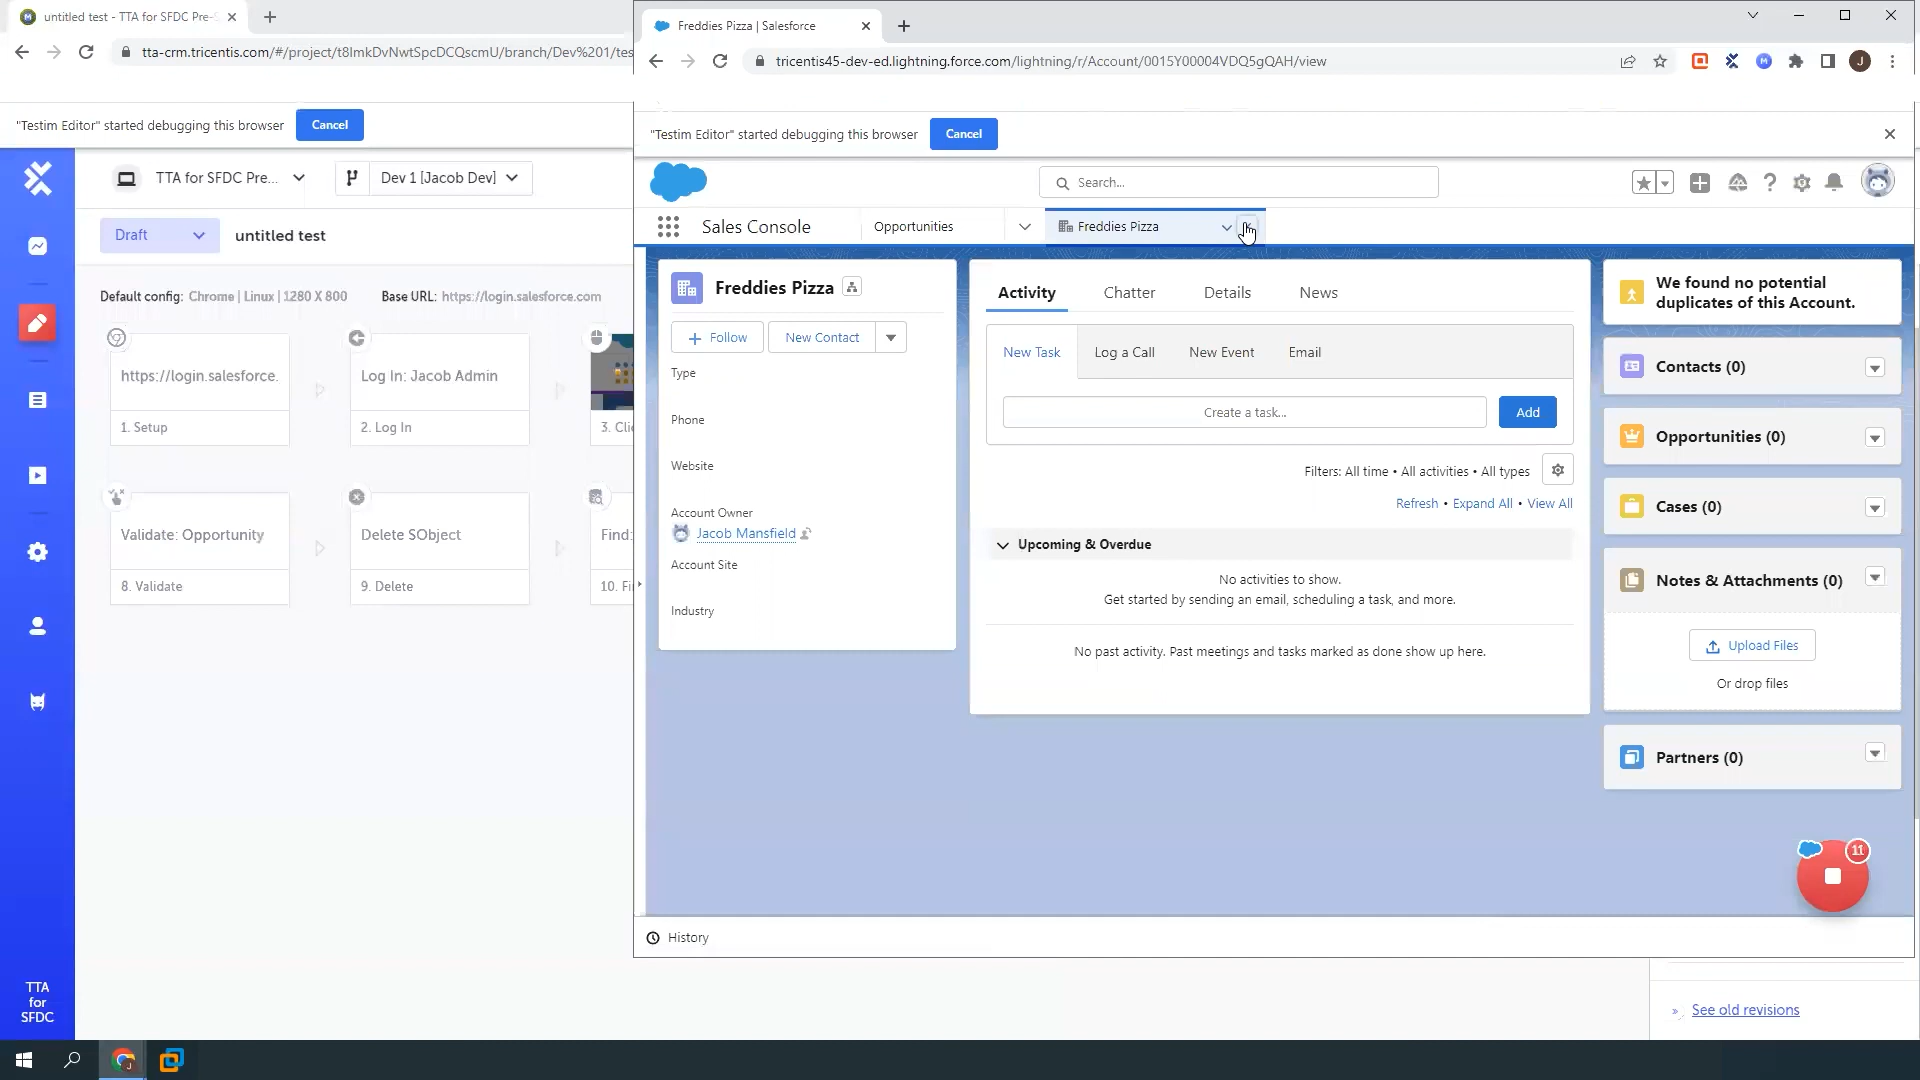 untitled test - TTA for SFDC Pre-S
tta-crm.tricentis.com/#/project/t8ImkDvNwtSpcDCQscmU/branch/Dev%201/tes
"Testim Editor" started debugging this browser
Cancel
TTA for SFDC Pre...
Dev 1 [Jacob Dev]
Draft
untitled test
Default config: Chrome | Linux | 1280 X 800
Base URL: https://login.salesforce.com
https://login.salesforce.
1. Setup
Log In: Jacob Admin
2. Log In
3. Clic
Validate: Opportunity
8. Validate
Delete SObject
9. Delete
Find:
10. Fi
TTA
for
SFDC
Freddies Pizza | Salesforce
tricentis45-dev-ed.lightning.force.com/lightning/r/Account/0015Y00004VDQ5gQAH/view
J
"Testim Editor" started debugging this browser
Cancel
Search...
Sales Console
Opportunities
Freddies Pizza
Freddies Pizza
Follow
New Contact
Type
Phone
Website
Account Owner
Jacob Mansfield
Account Site
Industry
Activity
Chatter
Details
News
New Task
Log a Call
New Event
Email
Create a task...
Add
Filters: All time • All activities • All types
Refresh • Expand All • View All
Upcoming & Overdue
No activities to show.
Get started by sending an email, scheduling a task, and more.
No past activity. Past meetings and tasks marked as done show up here.
We found no potential
duplicates of this Account.
Contacts (0)
Opportunities (0)
Cases (0)
Notes & Attachments (0)
Upload Files
Or drop files
Partners (0)
11
History
See old revisions